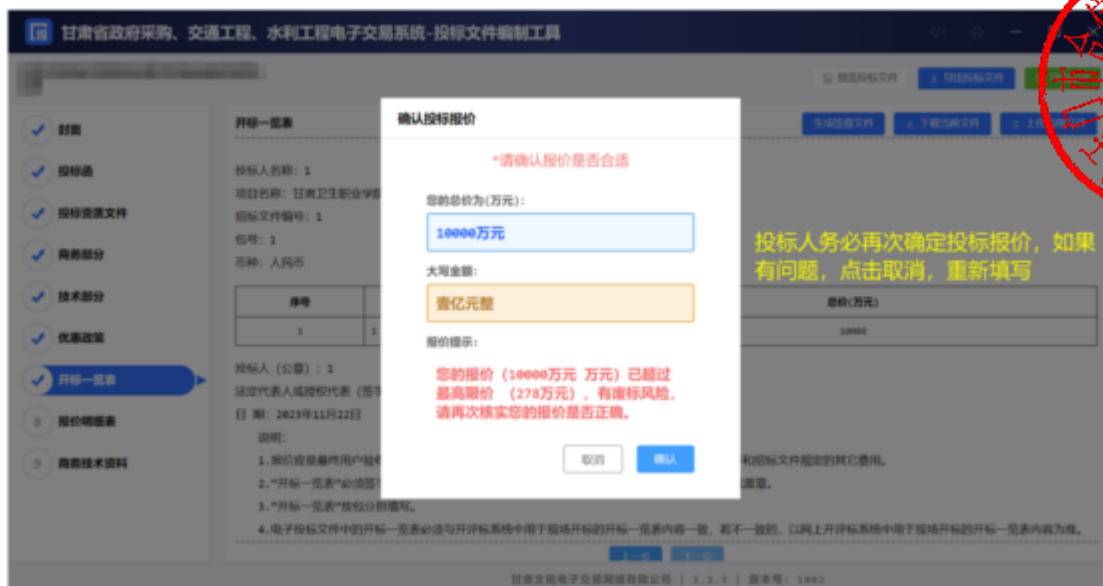 甘肃省政府采购、交通工程、水利工程电子交易系统-投标文件编制工具
预览投标文件
导出投标文件
封面
投标函
投标资质文件
商务部分
技术部分
优惠政策
开标一览表
8 报价明细表
9 商务技术资料
开标一览表
生成签章文件
下载当前文件
投标人名称: 1
项目名称: 甘肃卫生职业学院
招标文件编号: 1
包号: 1
币种: 人民币
序号
总价(万元)
1
1
10000
投标人 (公章) : 1
法定代表人或授权代表 (签字
日 期: 2023年11月22日
说明:
1.报价应是最终用户验收
和招标文件规定的其它费用。
2."开标一览表"必须签
盖章。
3."开标一览表"按包分别填写。
4.电子投标文件中的开标一览表必须与开评标系统中用于现场开标的开标一览表内容一致, 若不一致的, 以网上开评标系统中用于现场开标的开标一览表内容为准。
上一步
下一步
确认投标报价
*请确认报价是否合适
您的总价为(万元):
10000万元
大写金额:
壹亿元整
报价提示:
您的报价 (10000万元 万元) 已超过
最高限价 (278万元) , 有废标风险,
请再次核实您的报价是否正确。
取消
确认
投标人务必再次确定投标报价, 如果
有问题, 点击取消, 重新填写
甘肃文锐电子交易网络有限公司 | 1.2.3 | 版本号: 1002